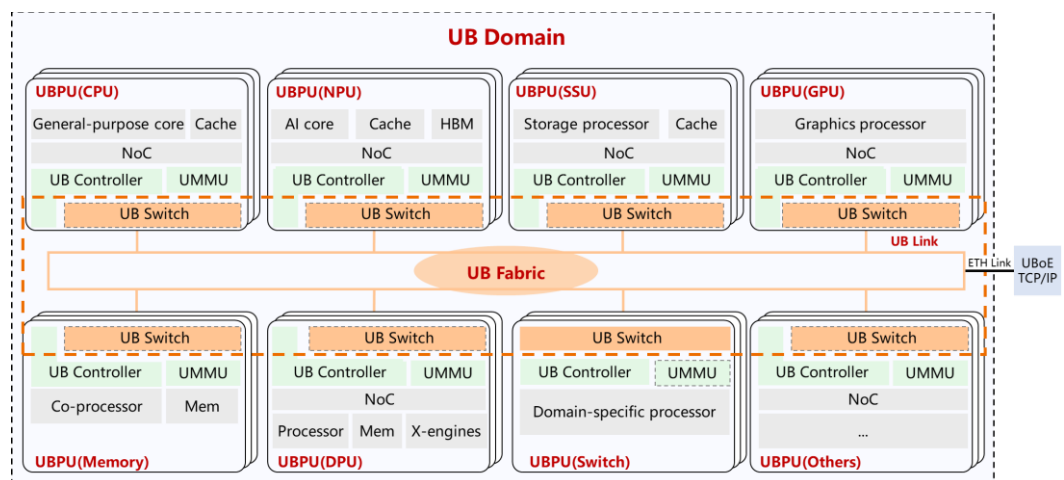 UB Domain
UBPU(CPU)
General-purpose core
Cache
NoC
UB Controller
UMMU
UB Switch
UBPU(NPU)
AI core
Cache
HBM
NoC
UB Controller
UMMU
UB Switch
UBPU(SSU)
Storage processor
Cache
NoC
UB Controller
UMMU
UB Switch
UBPU(GPU)
Graphics processor
NoC
UB Controller
UMMU
UB Switch
UB Link
UB Fabric
ETH Link
UBoE
TCP/IP
UB Switch
UB Controller
UMMU
Co-processor
Mem
UBPU(Memory)
UB Switch
UB Controller
UMMU
NoC
Processor
Mem
X-engines
UBPU(DPU)
UB Switch
UB Controller
UMMU
Domain-specific processor
UBPU(Switch)
UB Switch
UB Controller
UMMU
NoC
...
UBPU(Others)